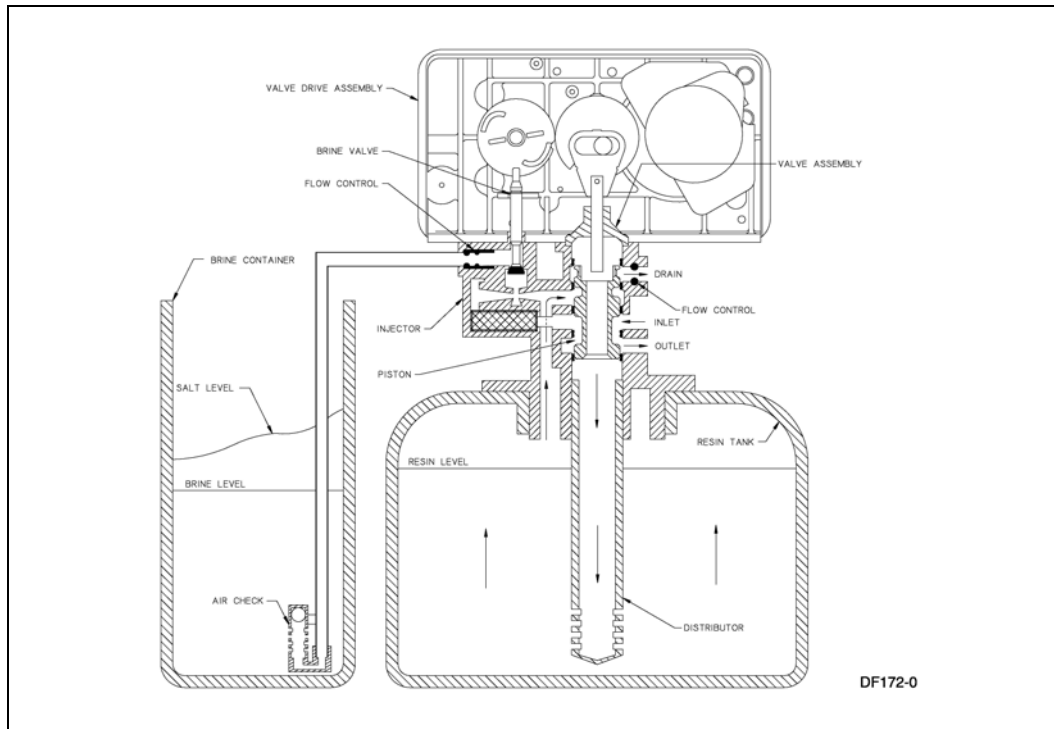 VALVE DRIVE ASSEMBLY
BRINE VALVE
VALVE ASSEMBLY
FLOW CONTROL
BRINE CONTAINER
DRAIN
FLOW CONTROL
INJECTOR
INLET
OUTLET
PISTON
SALT LEVEL
RESIN TANK
RESIN LEVEL
BRINE LEVEL
AIR CHECK
DISTRIBUTOR
DF172-0